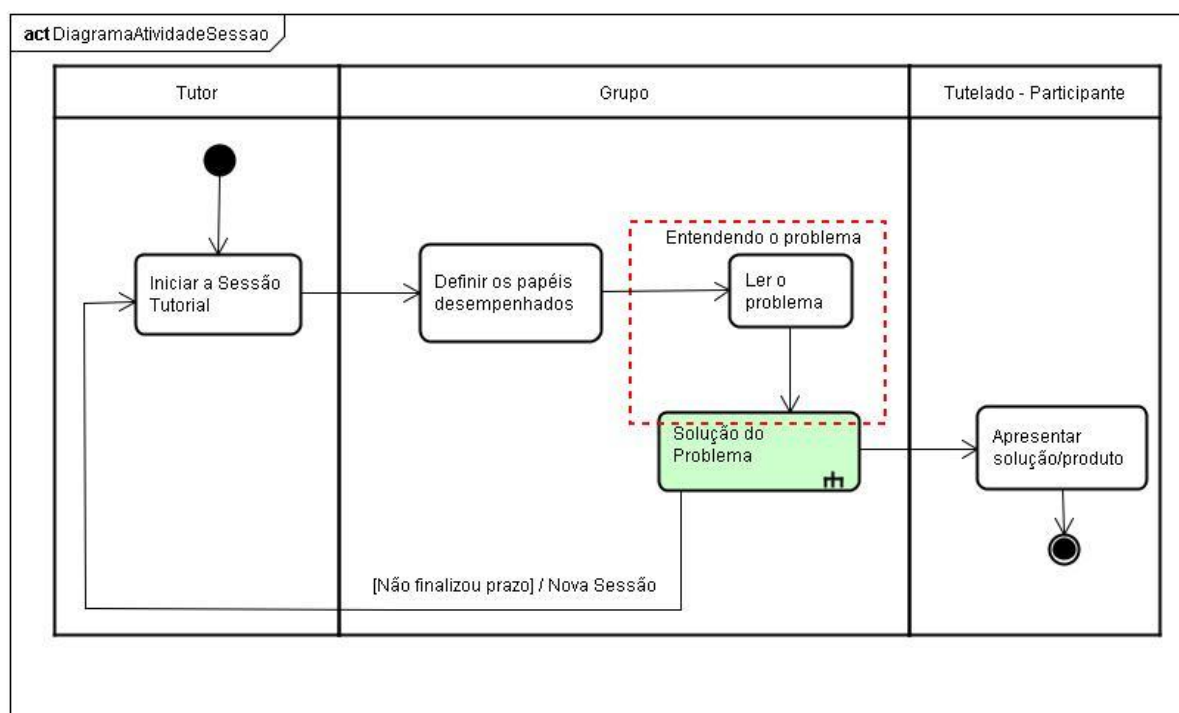 act DiagramaAtividadeSessao
Tutor
Grupo
Tutelado - Participante
Entendendo o problema
Iniciar a Sessão
Tutorial
Definir os papéis
desempenhados
Ler o
problema
Solução do
Problema
Apresentar
solução/produto
[Não finalizou prazo] / Nova Sessão